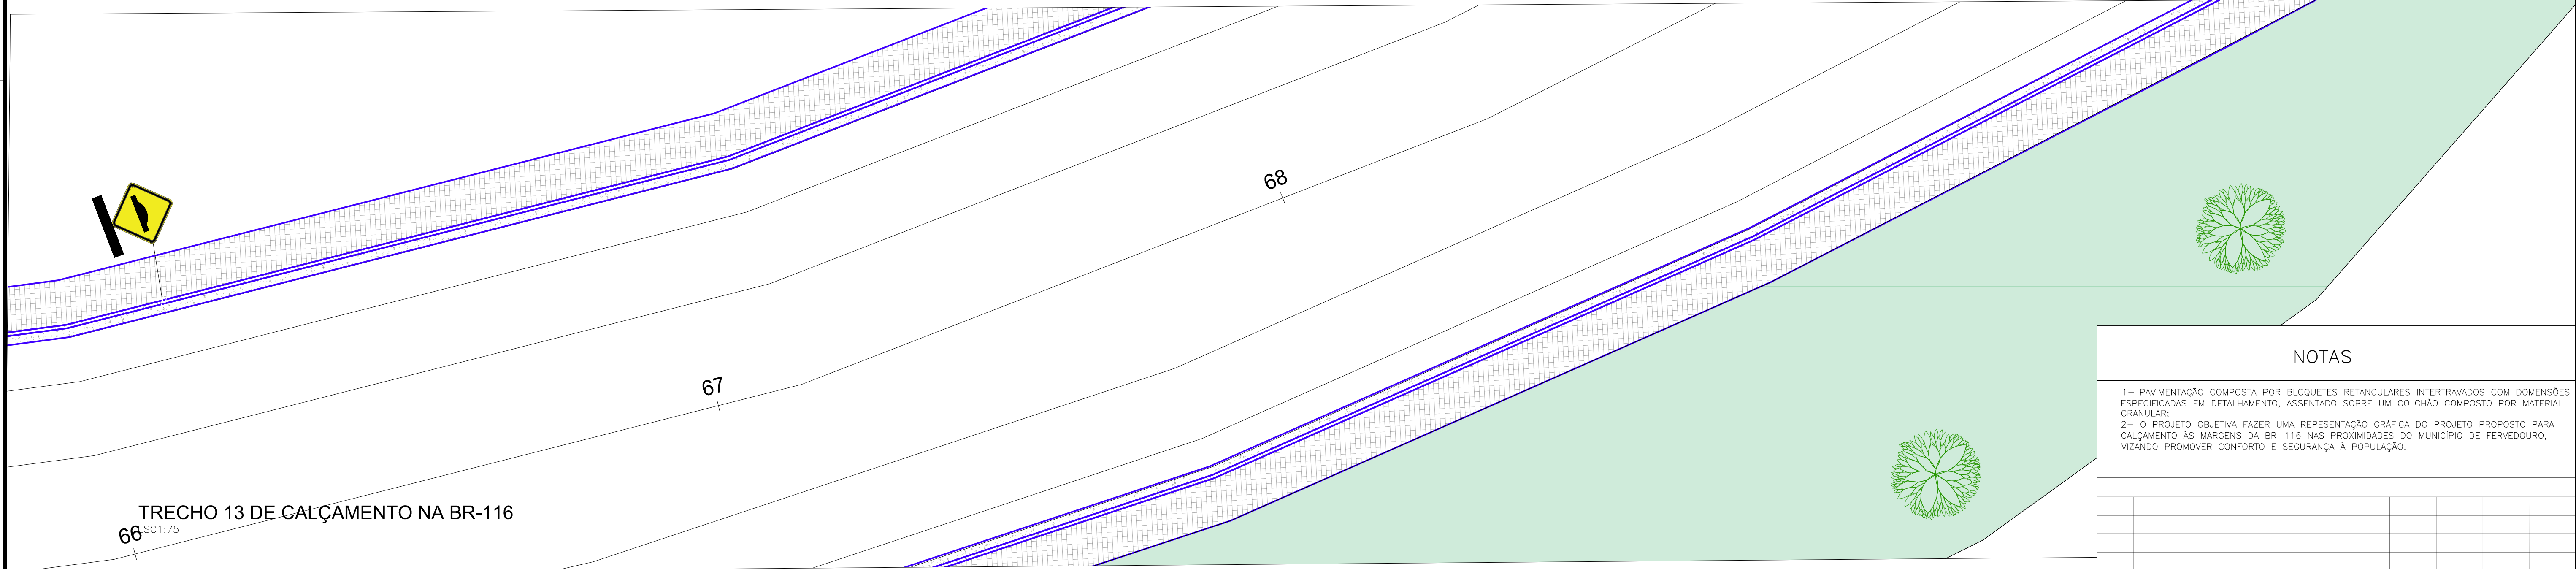 68
67
66
TRECHO 13 DE CALÇAMENTO NA BR-116
ESC1:75
NOTAS
1- PAVIMENTAÇÃO COMPOSTA POR BLOQUETES RETANGULARES INTERTRAVADOS COM DOMENSÕES
ESPECIFICADAS EM DETALHAMENTO, ASSENTADO SOBRE UM COLCHÃO COMPOSTO POR MATERIAL
GRANULAR;
2- O PROJETO OBJETIVA FAZER UMA REPESENTAÇÃO GRÁFICA DO PROJETO PROPOSTO PARA
CALÇAMENTO ÀS MARGENS DA BR-116 NAS PROXIMIDADES DO MUNICÍPIO DE FERVEDOURO,
VIZANDO PROMOVER CONFORTO E SEGURANÇA À POPULAÇÃO.